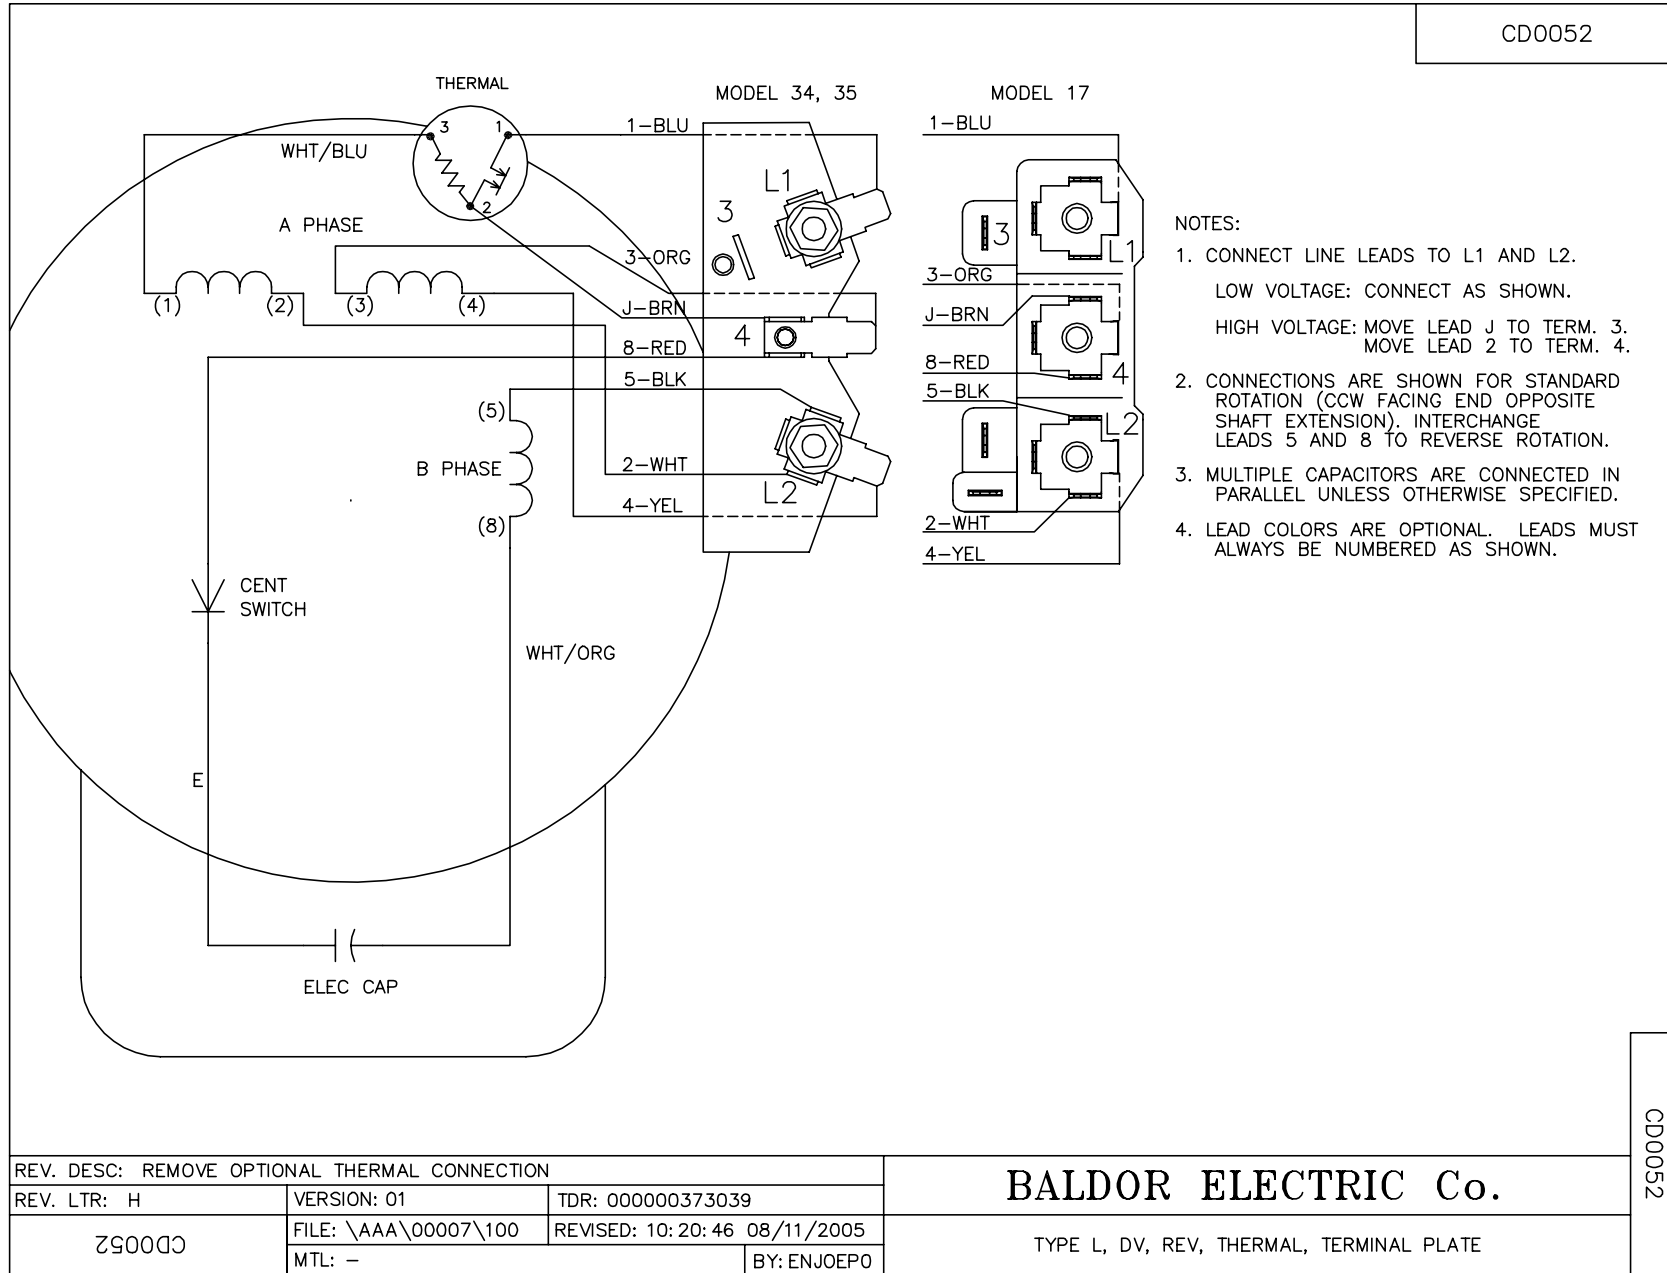 CD0052
THERMAL
MODEL 34, 35
MODEL 17
3
1
2
WHT/BLU
A PHASE
1-BLU
3-ORG
J-BRN
8-RED
5-BLK
2-WHT
4-YEL
(1)
(2)
(3)
(4)
(5)
B PHASE
(8)
L1
3
4
L2
1-BLU
3-ORG
J-BRN
8-RED
5-BLK
2-WHT
4-YEL
3
L1
4
L2
CENT
SWITCH
WHT/ORG
E
ELEC CAP
NOTES:
1. CONNECT LINE LEADS TO L1 AND L2.
LOW VOLTAGE: CONNECT AS SHOWN.
HIGH VOLTAGE: MOVE LEAD J TO TERM. 3.
MOVE LEAD 2 TO TERM. 4.
2. CONNECTIONS ARE SHOWN FOR STANDARD
ROTATION (CCW FACING END OPPOSITE
SHAFT EXTENSION). INTERCHANGE
LEADS 5 AND 8 TO REVERSE ROTATION.
3. MULTIPLE CAPACITORS ARE CONNECTED IN
PARALLEL UNLESS OTHERWISE SPECIFIED.
4. LEAD COLORS ARE OPTIONAL. LEADS MUST
ALWAYS BE NUMBERED AS SHOWN.
CD0052
REV. DESC: REMOVE OPTIONAL THERMAL CONNECTION
REV. LTR: H
VERSION: 01
TDR: 000000373039
CD0052
FILE: \AAA\00007\100
REVISED: 10:20:46 08/11/2005
MTL: -
BY: ENJOEPO
BALDOR ELECTRIC Co.
TYPE L, DV, REV, THERMAL, TERMINAL PLATE